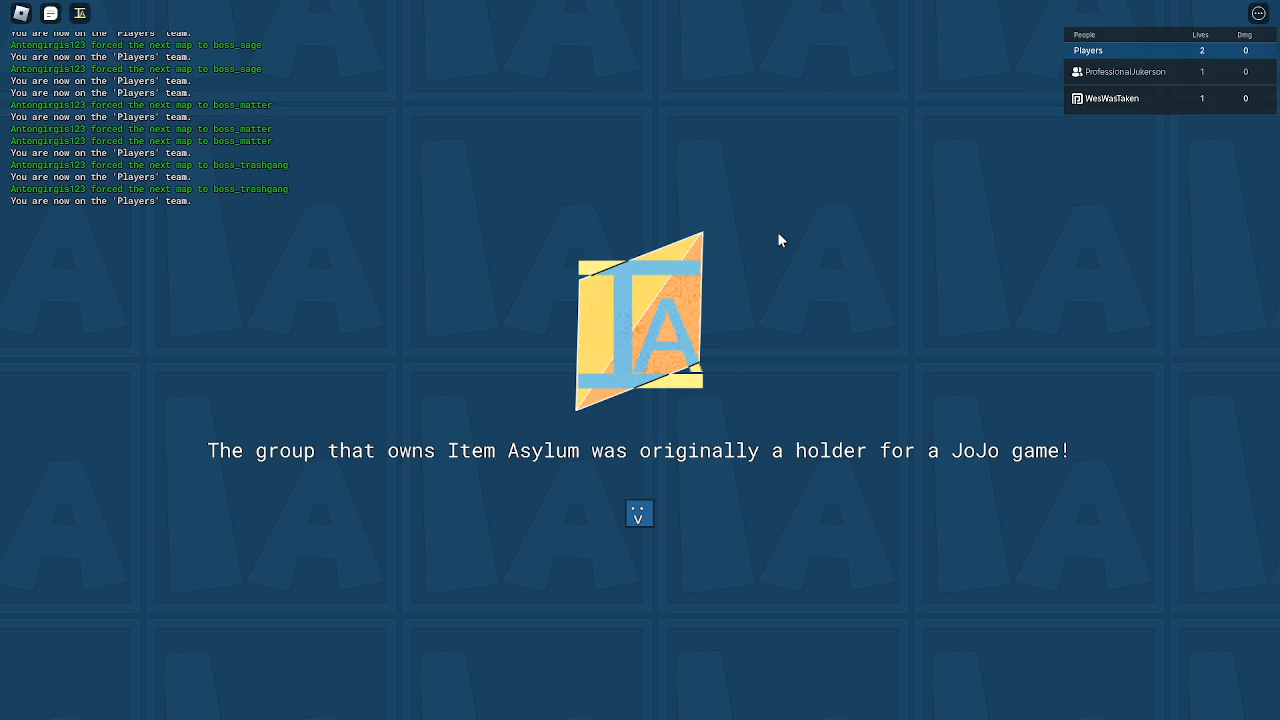 You are now on the 'Players' team.
Antongirgis123 forced the next map to boss_sage
You are now on the 'Players' team.
Antongirgis123 forced the next map to boss_sage
You are now on the 'Players' team.
You are now on the 'Players' team.
Antongirgis123 forced the next map to boss_matter
You are now on the 'Players' team.
Antongirgis123 forced the next map to boss_matter
Antongirgis123 forced the next map to boss_matter
You are now on the 'Players' team.
Antongirgis123 forced the next map to boss_trashgang
You are now on the 'Players' team.
Antongirgis123 forced the next map to boss_trashgang
You are now on the 'Players' team.
People Lives Dmg
Players 2 0
ProfessionalJukerson 1 0
WesWasTaken 1 0
IA
The group that owns Item Asylum was originally a holder for a JoJo game!